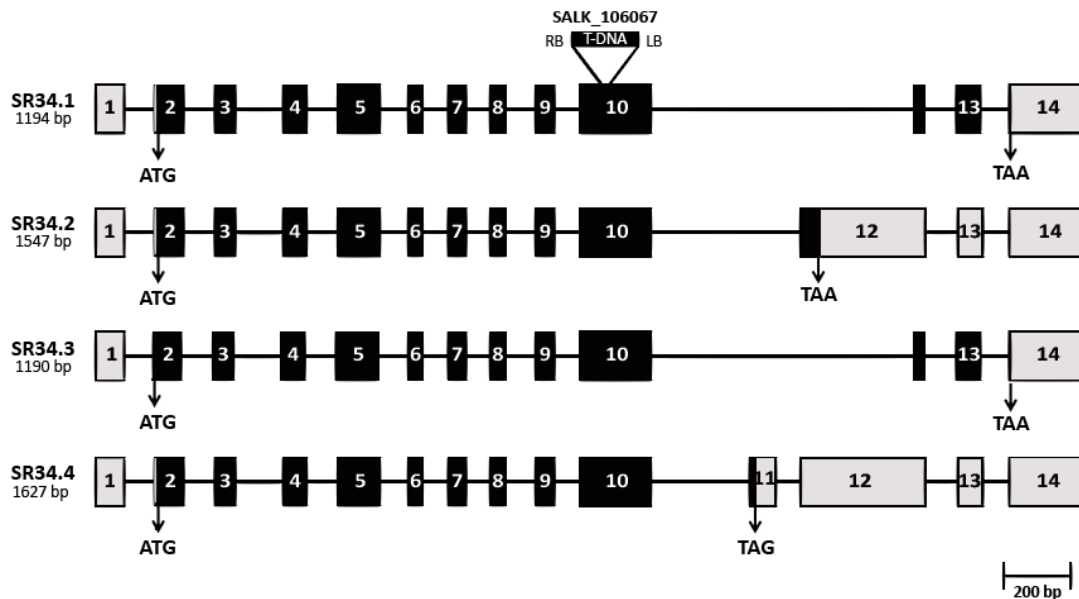 SALK_106067
RB T-DNA LB
SR34.1 1 2 3 4 5 6 7 8 9 10 13 14
1194 bp
ATG TAA
SR34.2 1 2 3 4 5 6 7 8 9 10 12 13 14
1547 bp
ATG TAA
SR34.3 1 2 3 4 5 6 7 8 9 10 13 14
1190 bp
ATG TAA
SR34.4 1 2 3 4 5 6 7 8 9 10 11 12 13 14
1627 bp
ATG TAG
200 bp